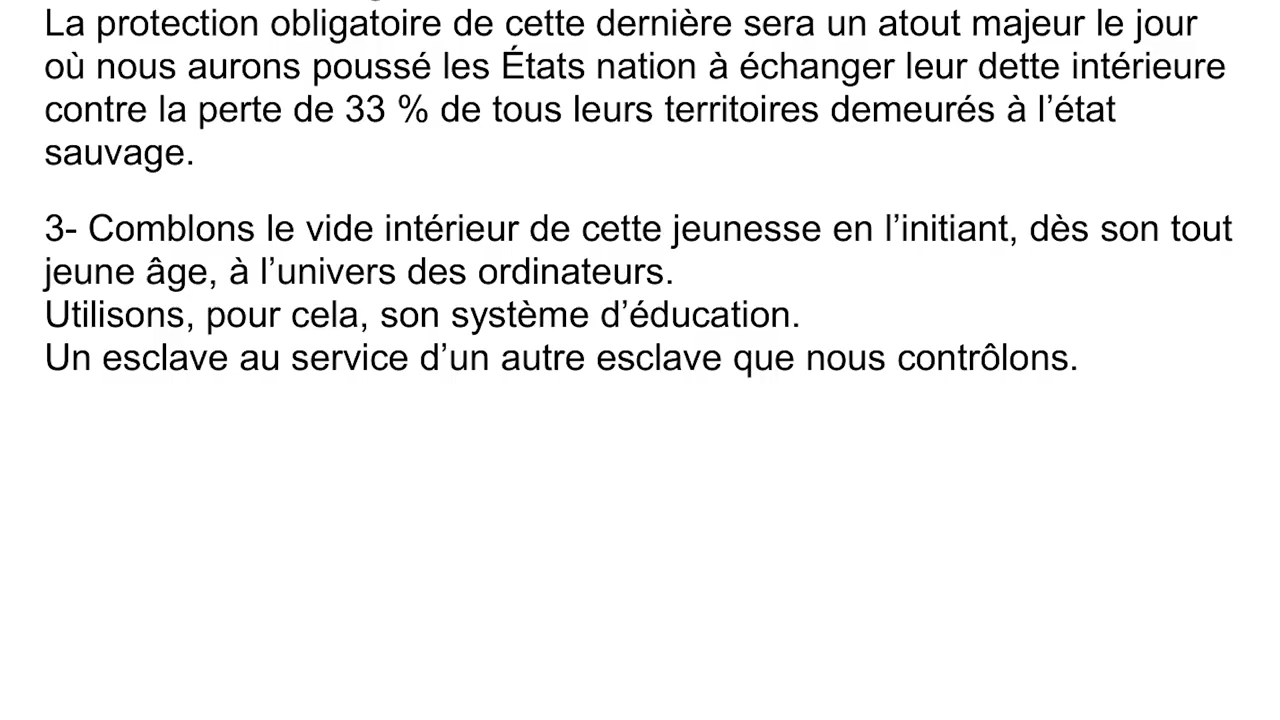 La protection obligatoire de cette dernière sera un atout majeur le jour
où nous aurons poussé les États nation à échanger leur dette intérieure
contre la perte de 33 % de tous leurs territoires demeurés à l’état
sauvage.
3- Comblons le vide intérieur de cette jeunesse en l’initiant, dès son tout
jeune âge, à l’univers des ordinateurs.
Utilisons, pour cela, son système d’éducation.
Un esclave au service d’un autre esclave que nous contrôlons.